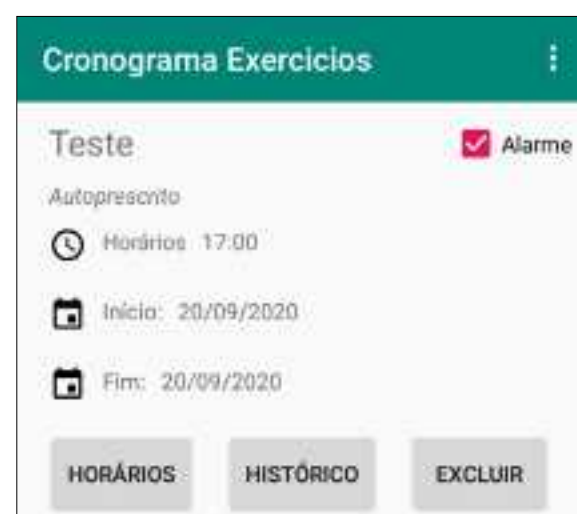 Cronograma Exercicios
Teste
Alarme
Autoprescrito
Horários 17:00
Início: 20/09/2020
Fim: 20/09/2020
HORÁRIOS HISTÓRICO EXCLUIR